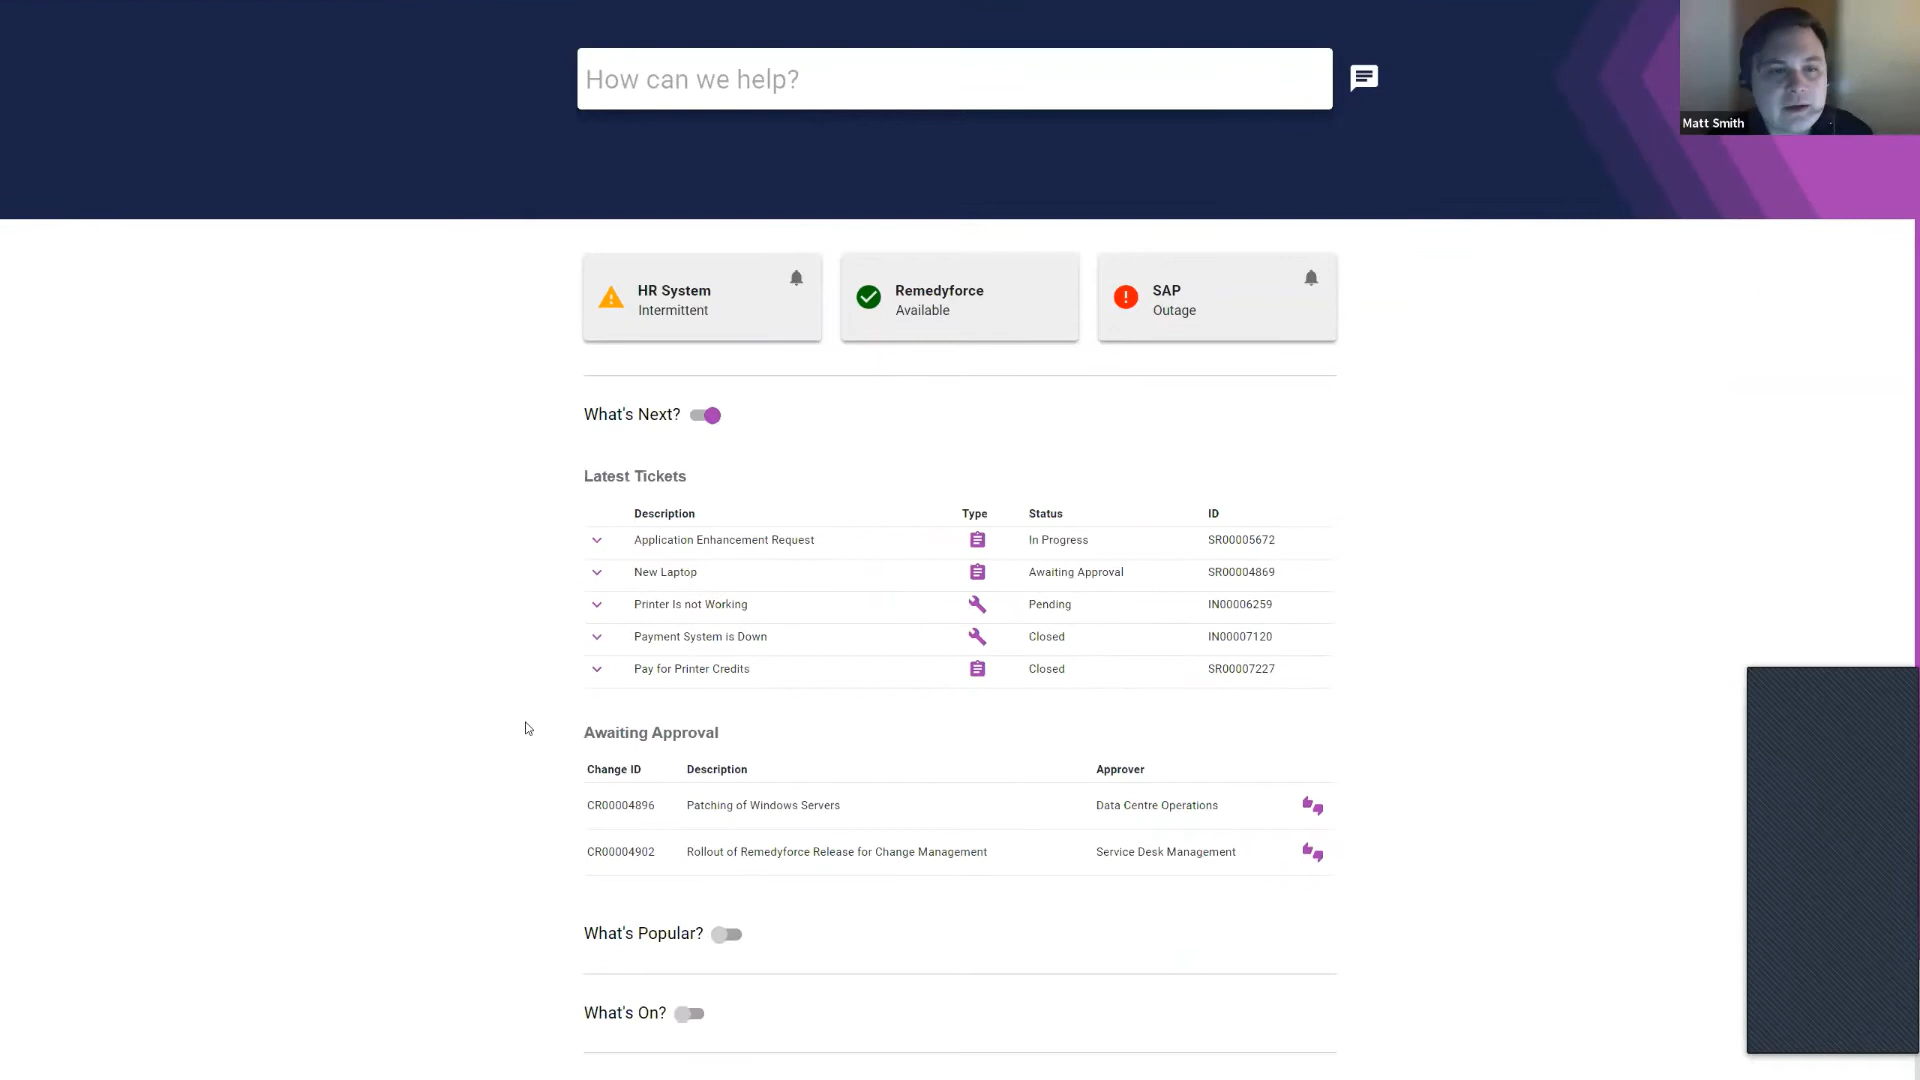 How can we help?
Matt Smith
HR System
Intermittent
Remedyforce
Available
SAP
Outage
What's Next?
Latest Tickets
Description Type Status ID
Application Enhancement Request In Progress SR00005672
New Laptop Awaiting Approval SR00004869
Printer Is not Working Pending IN00006259
Payment System is Down Closed IN00007120
Pay for Printer Credits Closed SR00007227
Awaiting Approval
Change ID Description Approver
CR00004896 Patching of Windows Servers Data Centre Operations
CR00004902 Rollout of Remedyforce Release for Change Management Service Desk Management
What's Popular?
What's On?